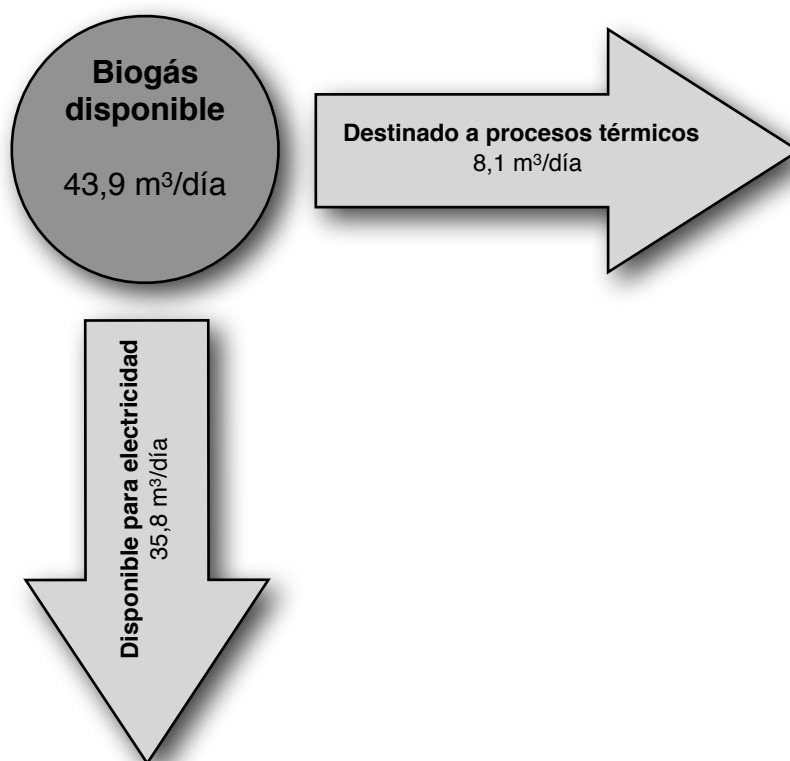 Biogás
disponible
43,9 m³/día
Destinado a procesos térmicos
8,1 m³/día
Disponible para electricidad
35,8 m³/día